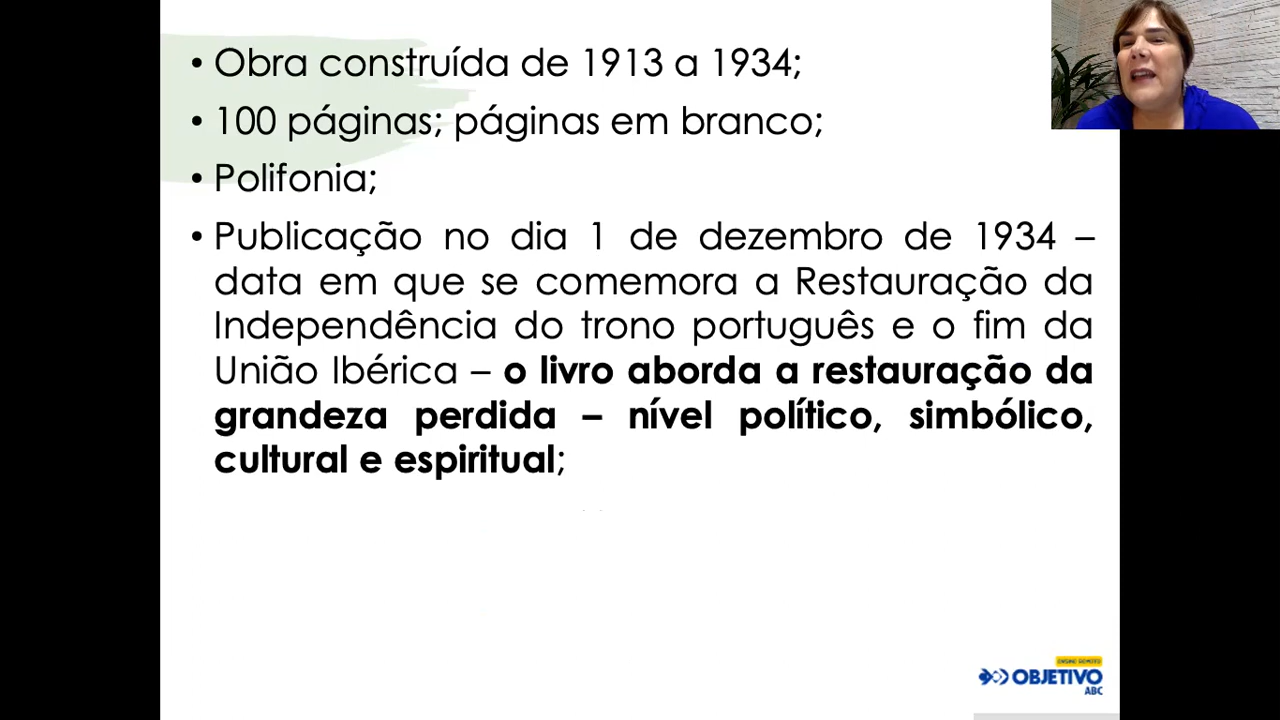 • Obra construída de 1913 a 1934;
• 100 páginas; páginas em branco;
• Polifonia;
• Publicação no dia 1 de dezembro de 1934 –
data em que se comemora a Restauração da
Independência do trono português e o fim da
União Ibérica – o livro aborda a restauração da
grandeza perdida – nível político, simbólico,
cultural e espiritual;
ENSINO REMOTO
OBJETIVO
ABC